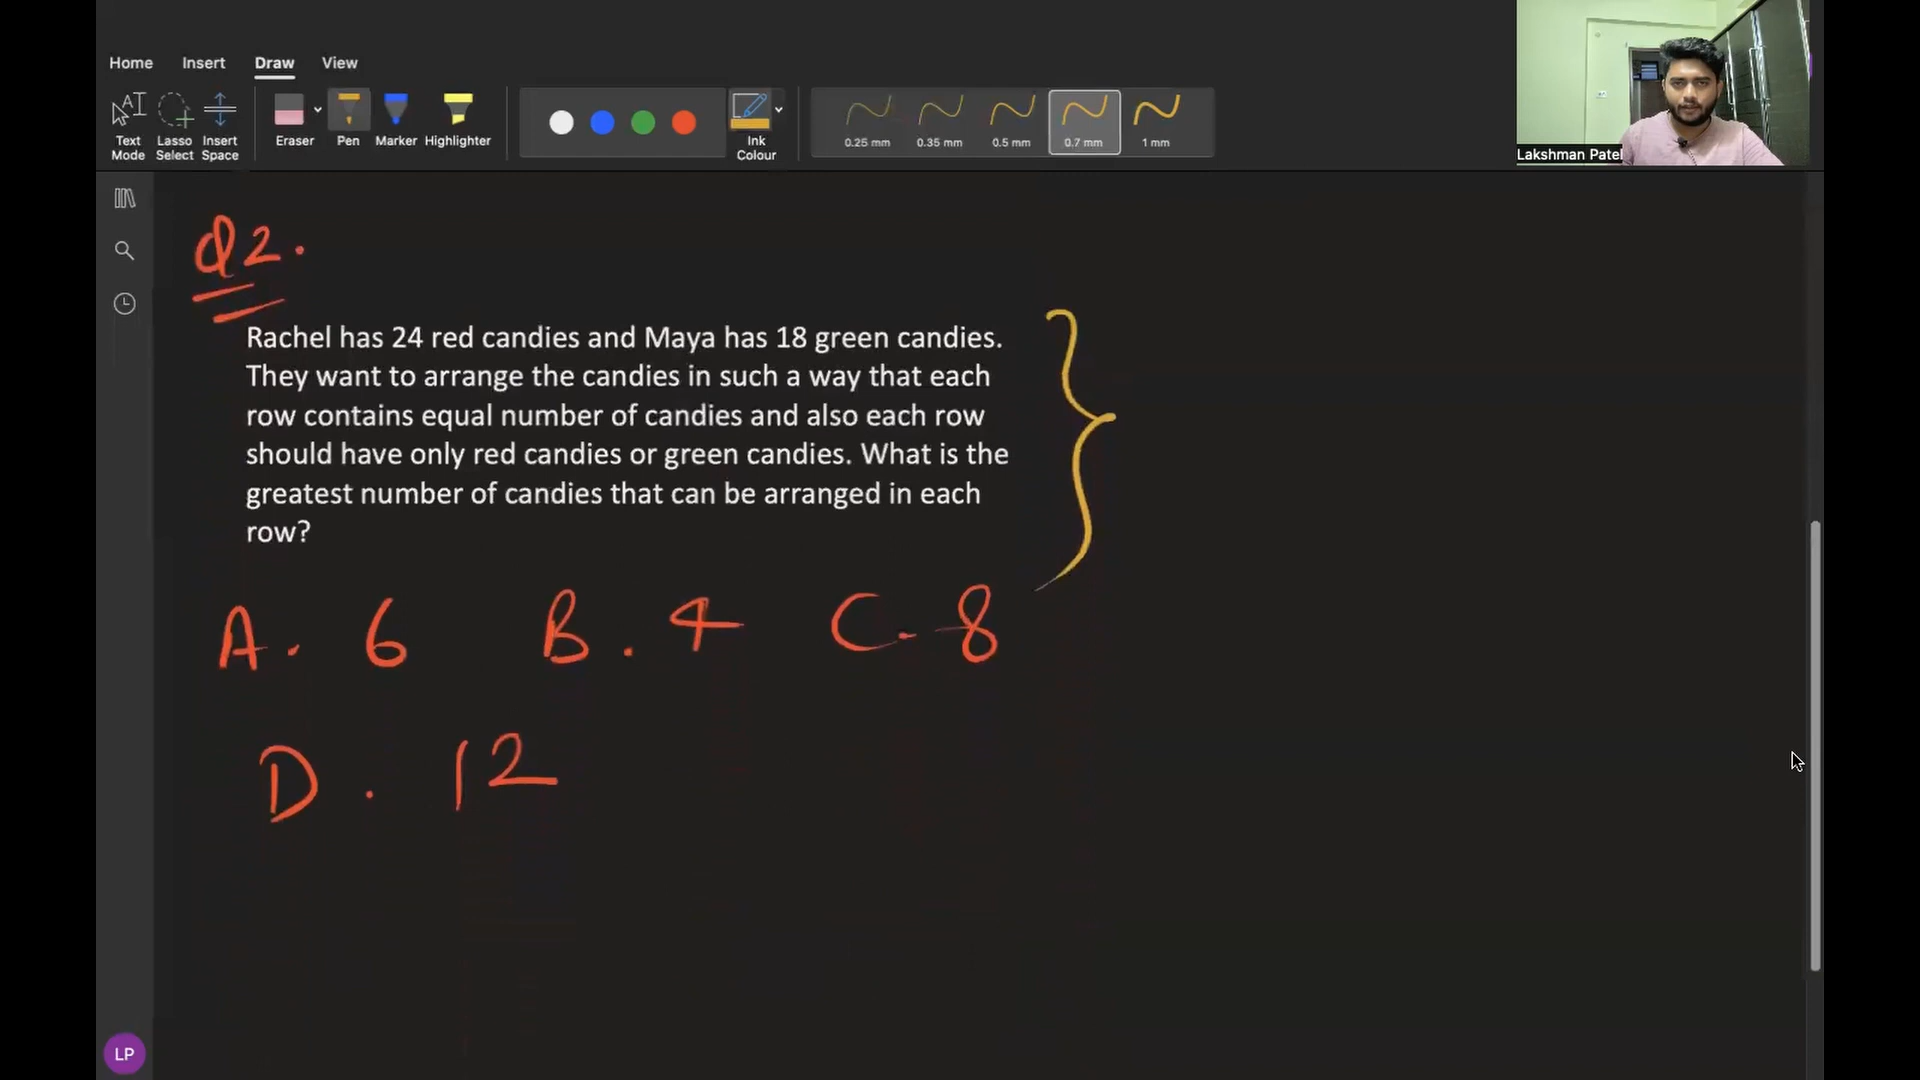 Home Insert Draw View
Text Mode
Lasso Select
Insert Space
Eraser
Pen
Marker
Highlighter
Ink Colour
0.25 mm
0.35 mm
0.5 mm
0.7 mm
1 mm
Lakshman Patel
Q2.
Rachel has 24 red candies and Maya has 18 green candies.
They want to arrange the candies in such a way that each
row contains equal number of candies and also each row
should have only red candies or green candies. What is the
greatest number of candies that can be arranged in each
row?
A. 6 B. 4 C. 8
D. 12
LP